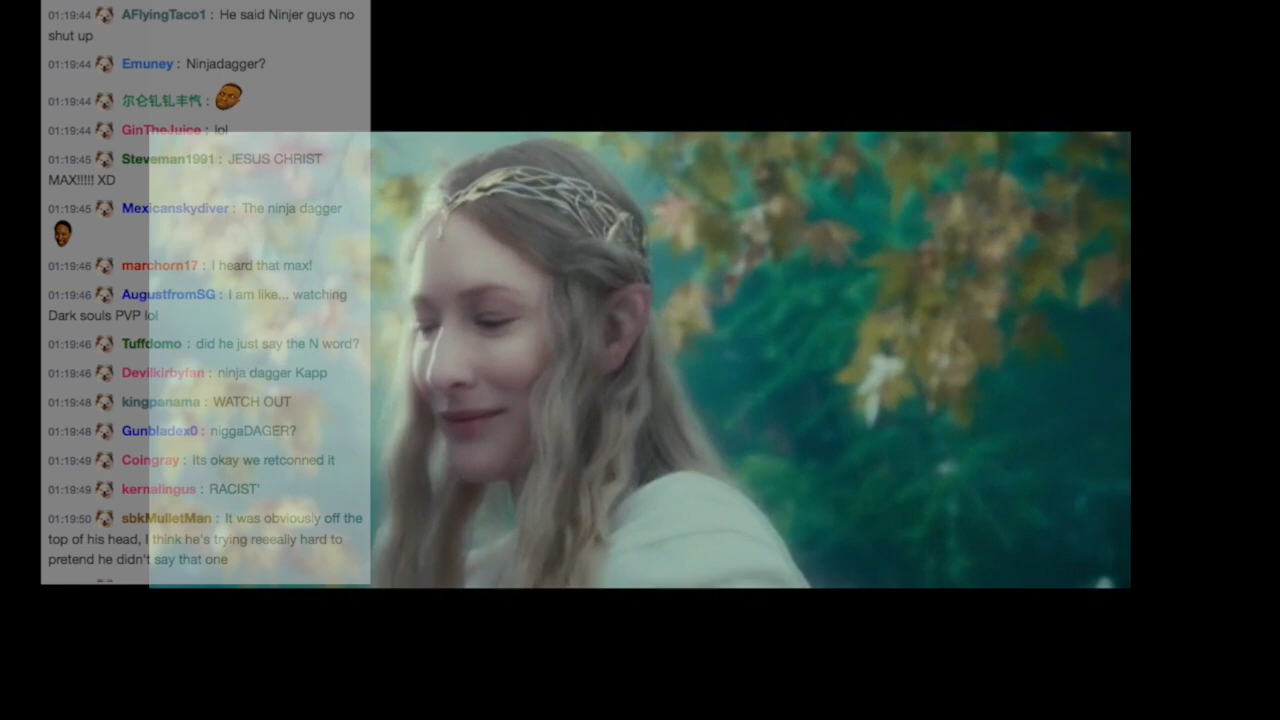 01:19:44 AFlyingTaco1 : He said Ninjer guys no
shut up
01:19:44 Emuney : Ninjadagger?
01:19:44 尔仑钆钆丰忾 :
01:19:44 GinTheJuice : lol
01:19:45 Steveman1991 : JESUS CHRIST
MAX!!!!! XD
01:19:45 Mexicanskydiver : The ninja dagger
01:19:46 marchorn17 : I heard that max!
01:19:46 AugustfromSG : I am like... watching
Dark souls PVP lol
01:19:46 Tuffdomo : did he just say the N word?
01:19:46 Devilkirbyfan : ninja dagger Kapp
01:19:48 kingpanama : WATCH OUT
01:19:48 Gunbladex0 : niggaDAGER?
01:19:49 Coingray : Its okay we retconned it
01:19:49 kernalingus : RACIST'
01:19:50 sbkMulletMan : It was obviously off the
top of his head, I think he's trying reeeally hard to
pretend he didn't say that one